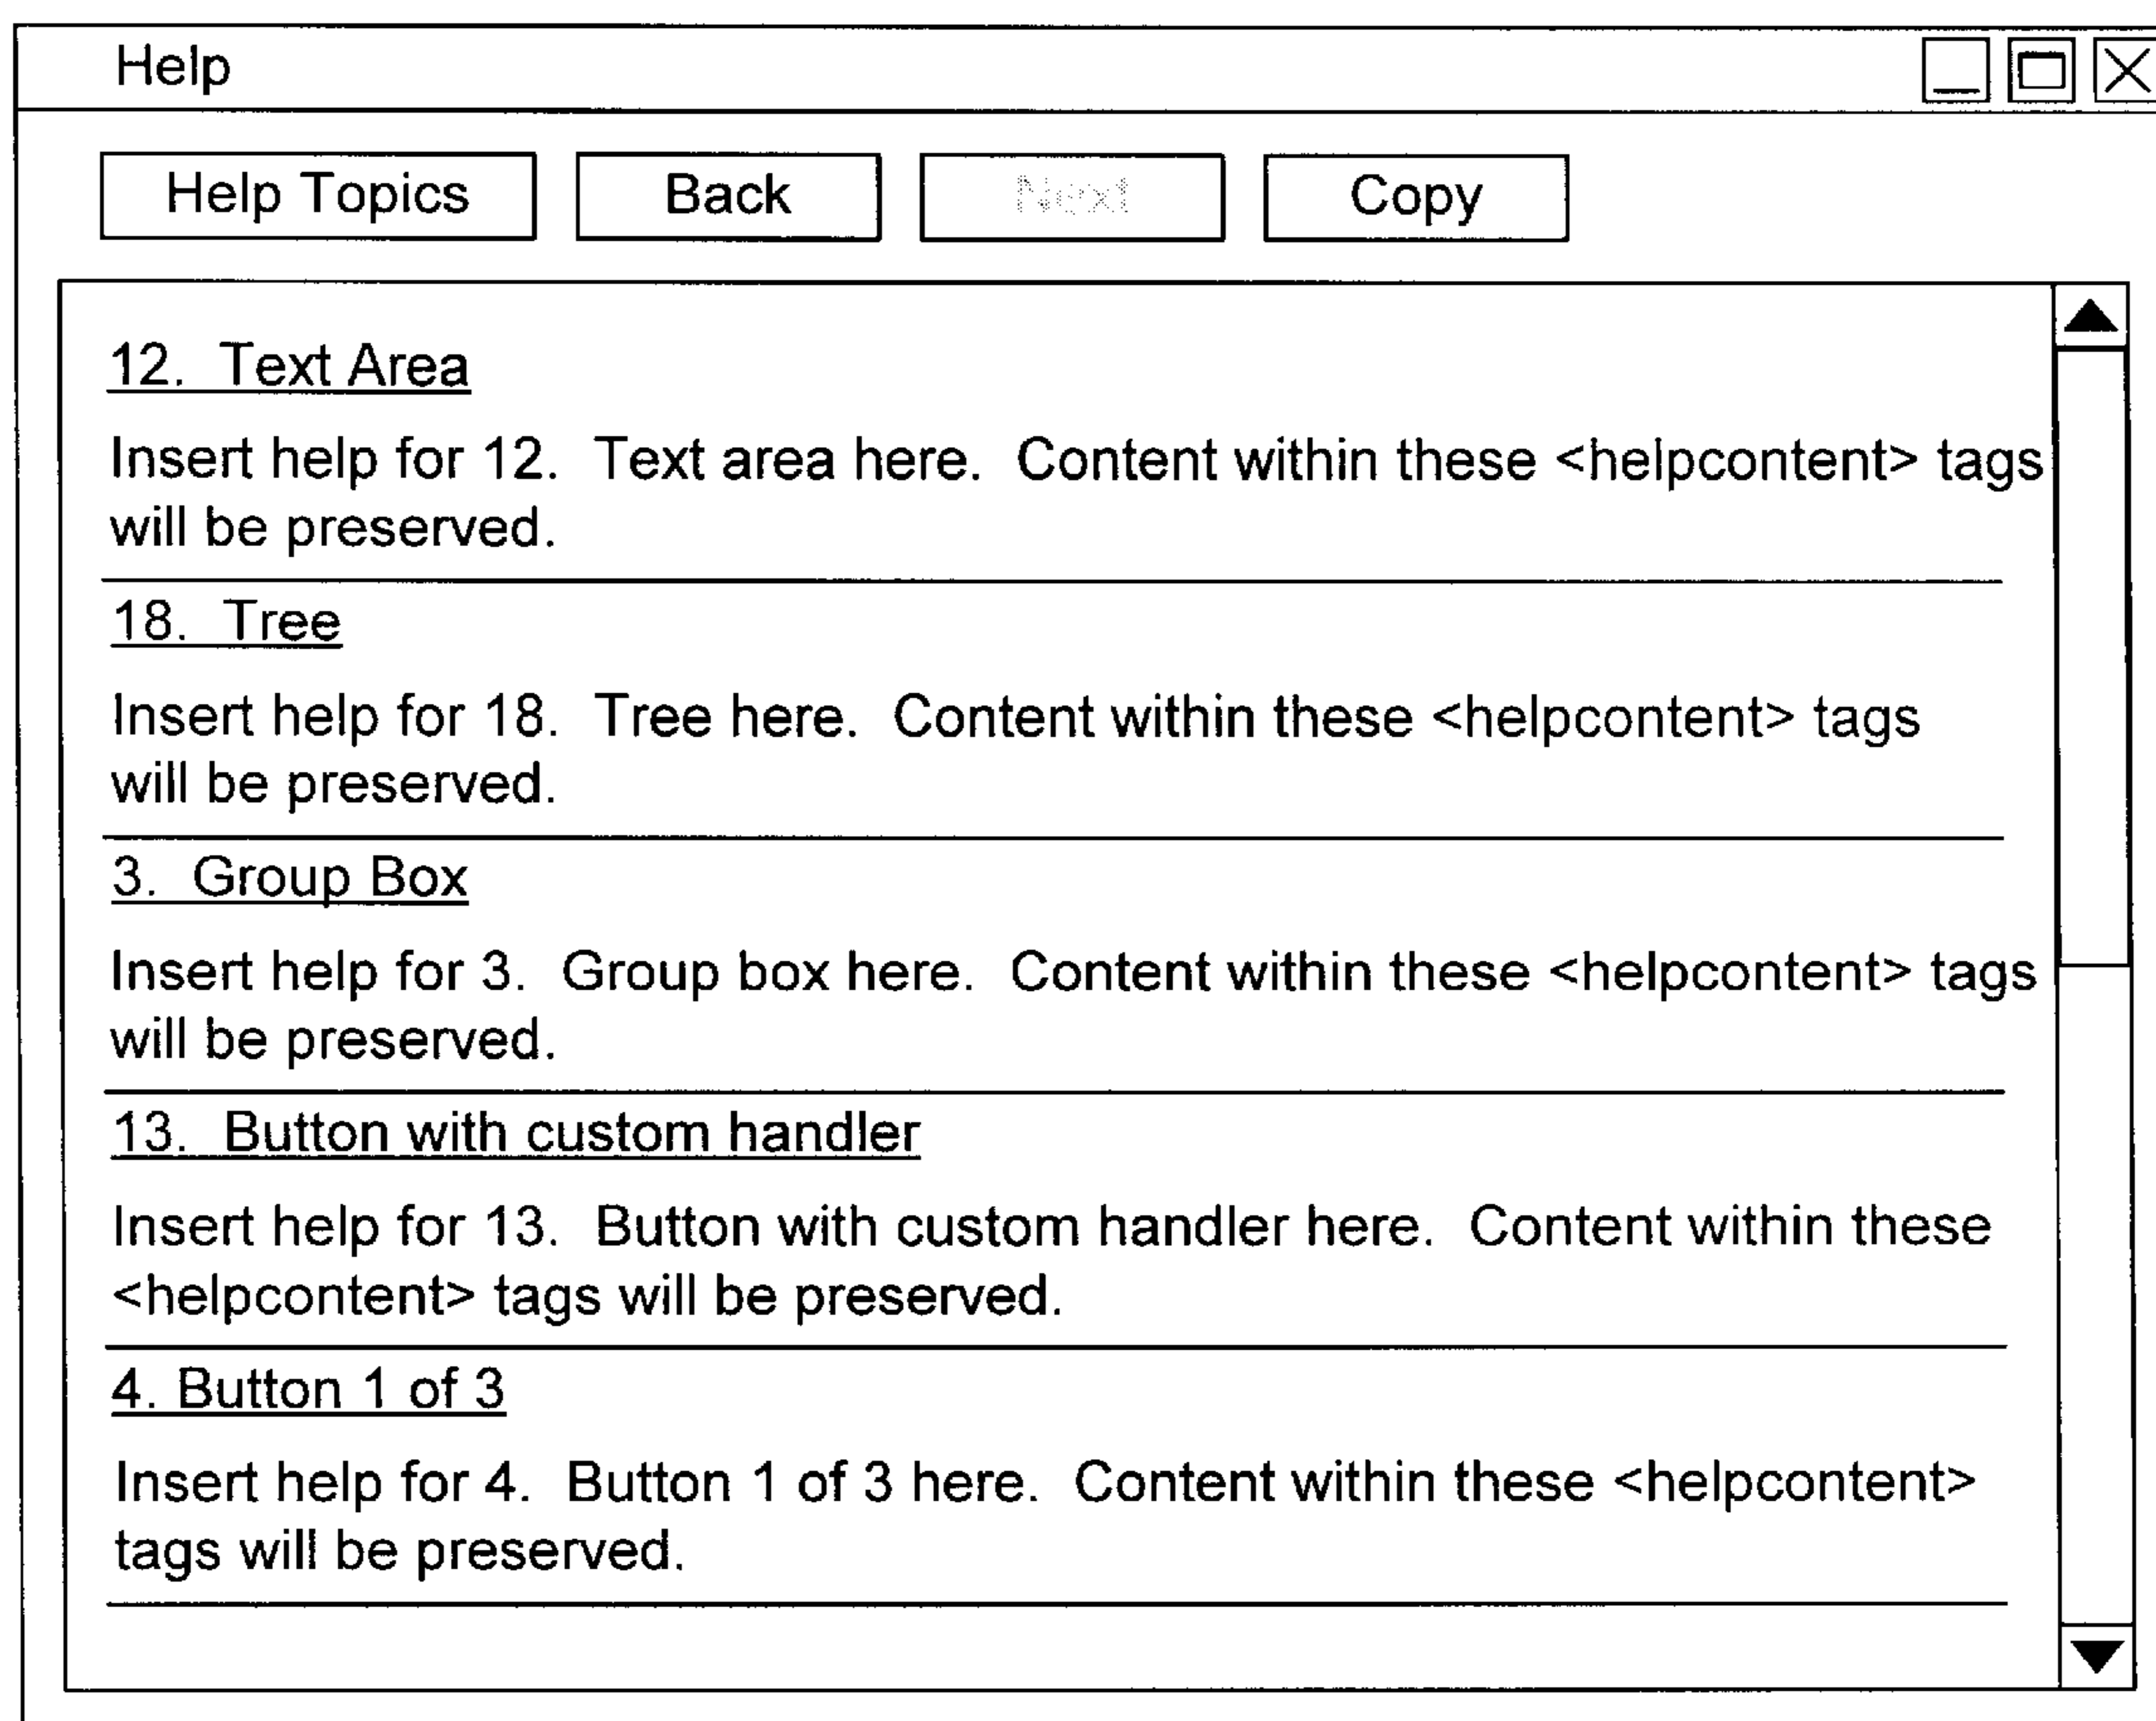 Help
Help Topics Back Next Copy
12. Text Area
Insert help for 12. Text area here. Content within these <helpcontent> tags
will be preserved.
18. Tree
Insert help for 18. Tree here. Content within these <helpcontent> tags
will be preserved.
3. Group Box
Insert help for 3. Group box here. Content within these <helpcontent> tags
will be preserved.
13. Button with custom handler
Insert help for 13. Button with custom handler here. Content within these
<helpcontent> tags will be preserved.
4. Button 1 of 3
Insert help for 4. Button 1 of 3 here. Content within these <helpcontent>
tags will be preserved.